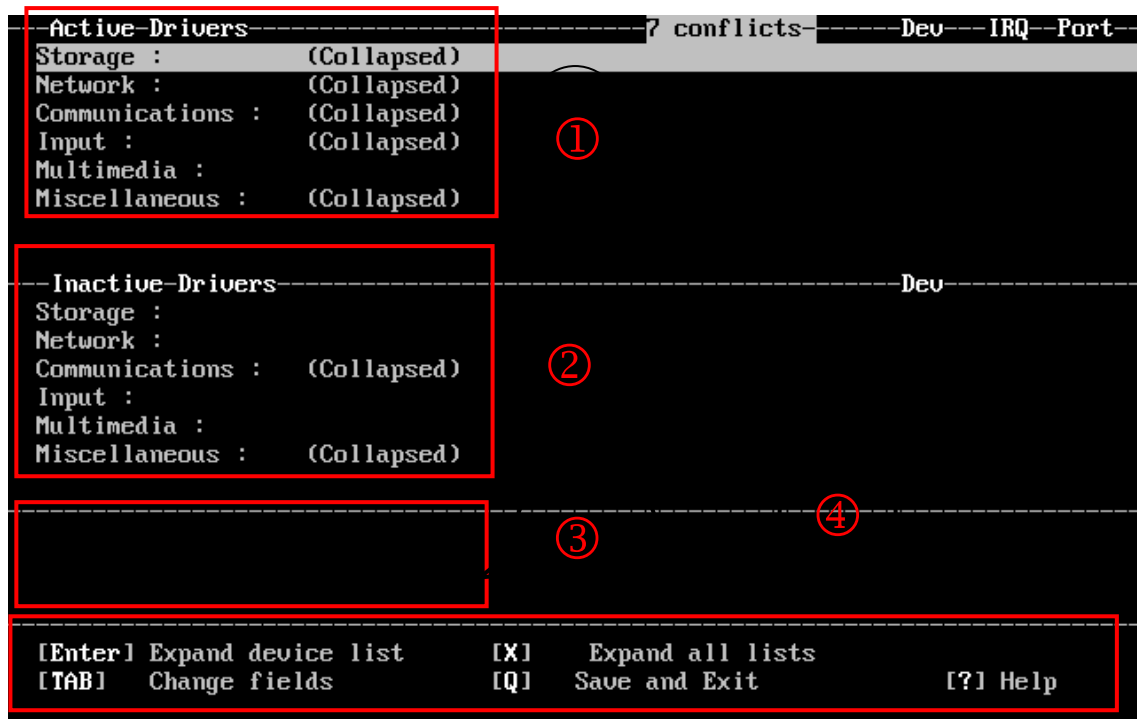 ---Active-Drivers---------------------------7 conflicts------Dev---IRQ--Port--
Storage : (Collapsed)
Network : (Collapsed)
Communications : (Collapsed)
Input : (Collapsed)
①
Multimedia :
Miscellaneous : (Collapsed)
---Inactive-Drivers------------------------------------------Dev--------------
Storage :
Network :
Communications : (Collapsed)
②
Input :
Multimedia :
Miscellaneous : (Collapsed)
④
③
[Enter] Expand device list [X] Expand all lists
[TAB] Change fields [Q] Save and Exit [?] Help